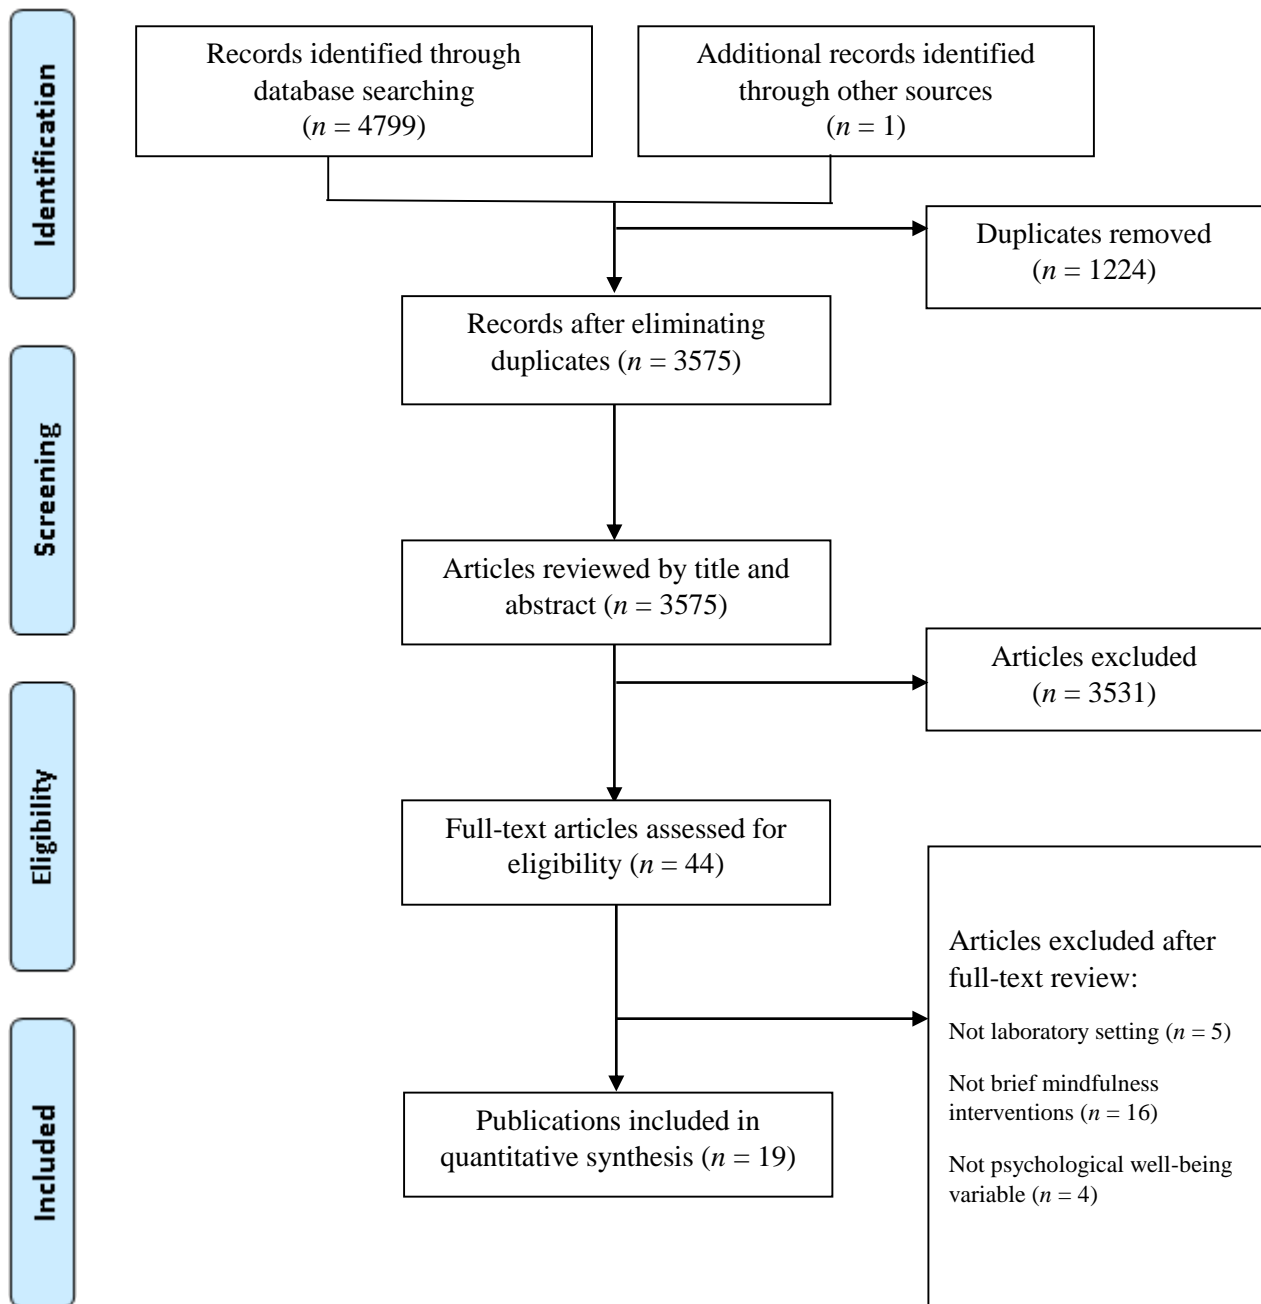 Identification
Records identified through
database searching
(n = 4799)
Additional records identified
through other sources
(n = 1)
Duplicates removed
(n = 1224)
Records after eliminating
duplicates (n = 3575)
Screening
Articles reviewed by title and
abstract (n = 3575)
Articles excluded
(n = 3531)
Eligibility
Full-text articles assessed for
eligibility (n = 44)
Articles excluded after
full-text review:
Not laboratory setting (n = 5)
Not brief mindfulness
interventions (n = 16)
Not psychological well-being
variable (n = 4)
Included
Publications included in
quantitative synthesis (n = 19)